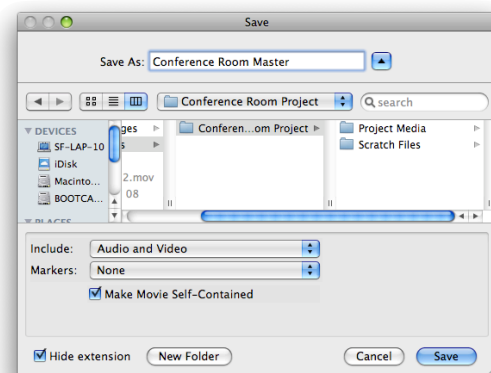 Save
Save As: Conference Room Master
Conference Room Project
search
DEVICES
SF-LAP-10
iDisk
Macinto...
BOOTCA...
PLACES
ges
s
2.mov
08
Conferen...om Project
Project Media
Scratch Files
Include: Audio and Video
Markers: None
Make Movie Self-Contained
Hide extension
New Folder
Cancel
Save